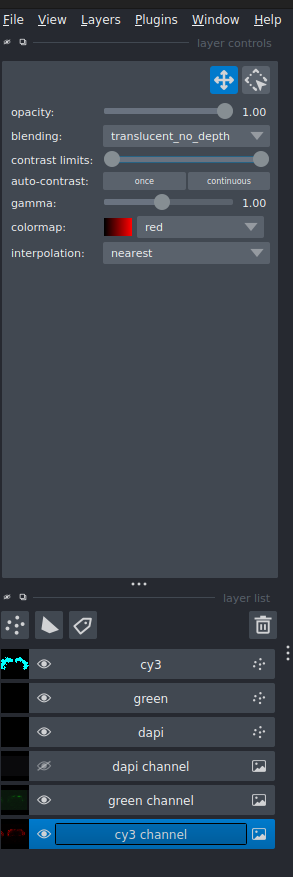 File View Layers Plugins Window Help
layer controls
opacity: 1.00
blending: translucent_no_depth
contrast limits:
auto-contrast: once continuous
gamma: 1.00
colormap: red
interpolation: nearest
layer list
cy3
green
dapi
dapi channel
green channel
cy3 channel